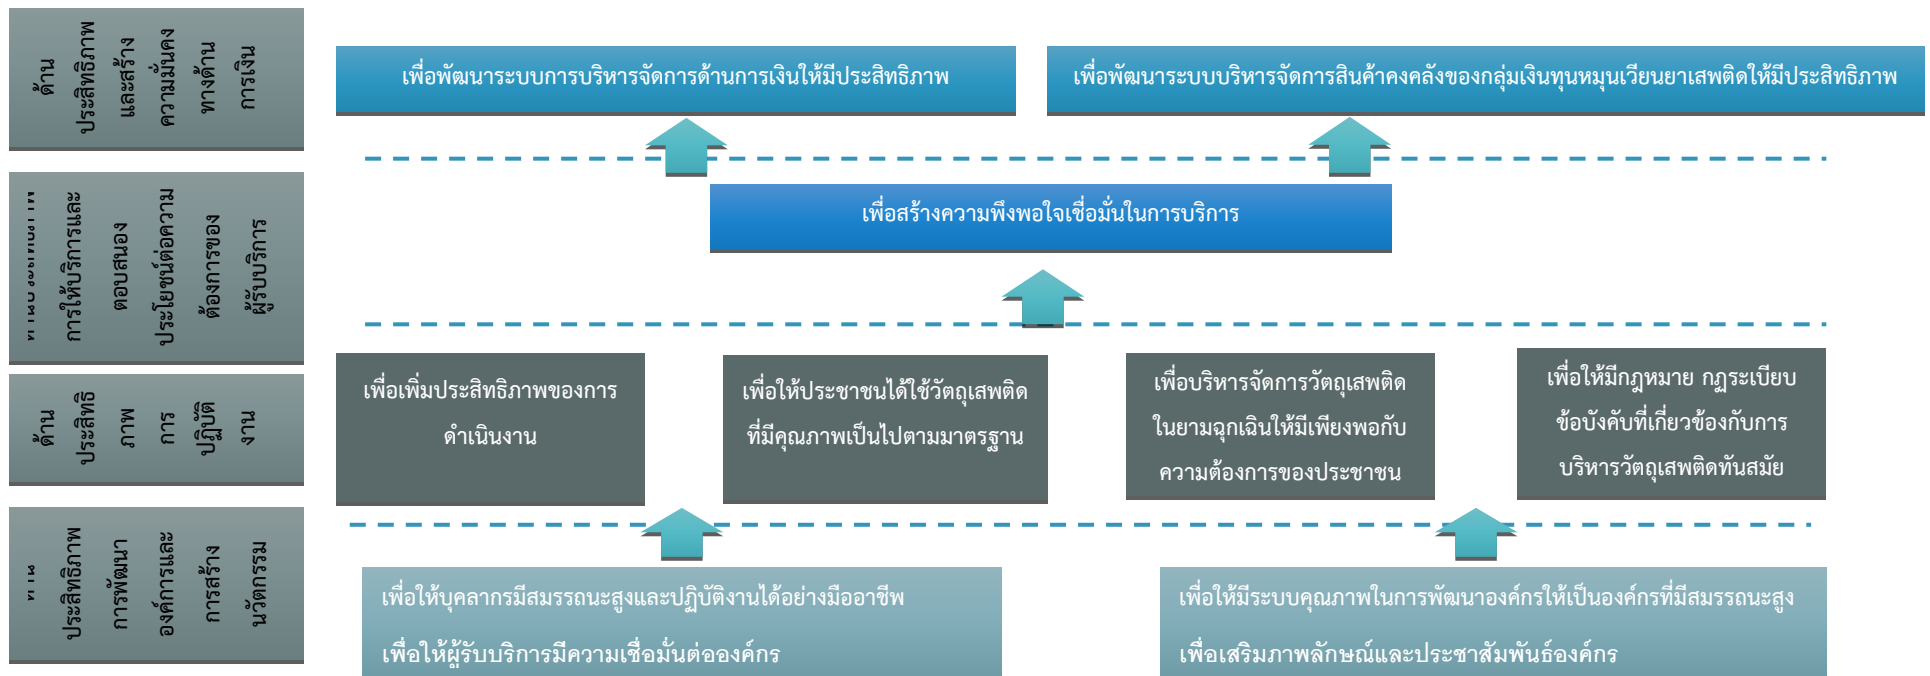 ด้าน
ประสิทธิภาพ
และสร้าง
ความมั่นคง
ทางด้าน
การเงิน
เพื่อพัฒนาระบบการบริหารจัดการด้านการเงินให้มีประสิทธิภาพ
เพื่อพัฒนาระบบบริหารจัดการสินค้าคงคลังของกลุ่มเงินทุนหมุนเวียนยาเสพติดให้มีประสิทธิภาพ
การให้บริการและ
ตอบสนอง
ประโยชน์ต่อความ
ต้องการของ
ผู้รับบริการ
เพื่อสร้างความพึงพอใจเชื่อมั่นในการบริการ
ด้าน
ประสิทธิ
ภาพ
การ
ปฏิบัติ
งาน
เพื่อเพิ่มประสิทธิภาพของการ
ดำเนินงาน
เพื่อให้ประชาชนได้ใช้วัตถุเสพติด
ที่มีคุณภาพเป็นไปตามมาตรฐาน
เพื่อบริหารจัดการวัตถุเสพติด
ในยามฉุกเฉินให้มีเพียงพอกับ
ความต้องการของประชาชน
เพื่อให้มีกฎหมาย กฎระเบียบ
ข้อบังคับที่เกี่ยวข้องกับการ
บริหารวัตถุเสพติดทันสมัย
ประสิทธิภาพ
การพัฒนา
องค์การและ
การสร้าง
นวัตกรรม
เพื่อให้บุคลากรมีสมรรถนะสูงและปฏิบัติงานได้อย่างมืออาชีพ
เพื่อให้ผู้รับบริการมีความเชื่อมั่นต่อองค์กร
เพื่อให้มีระบบคุณภาพในการพัฒนาองค์กรให้เป็นองค์กรที่มีสมรรถนะสูง
เพื่อเสริมภาพลักษณ์และประชาสัมพันธ์องค์กร